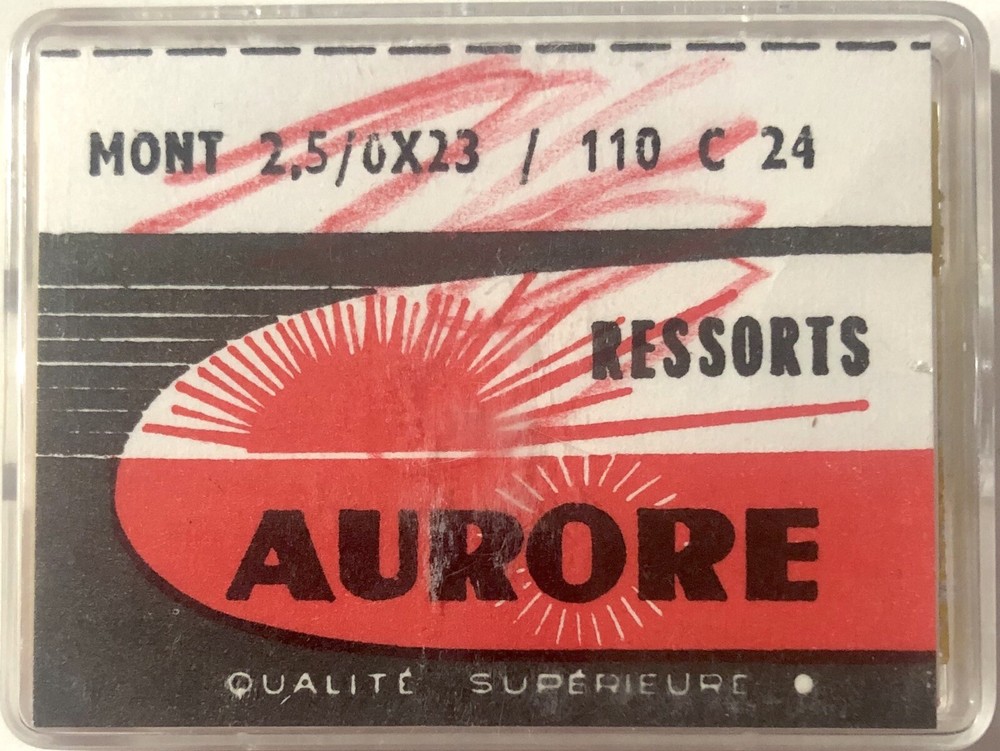 MONT 2,5/0X23 / 110 C 24
RESSORTS
AURORE
QUALITÉ SUPÉRIEURE